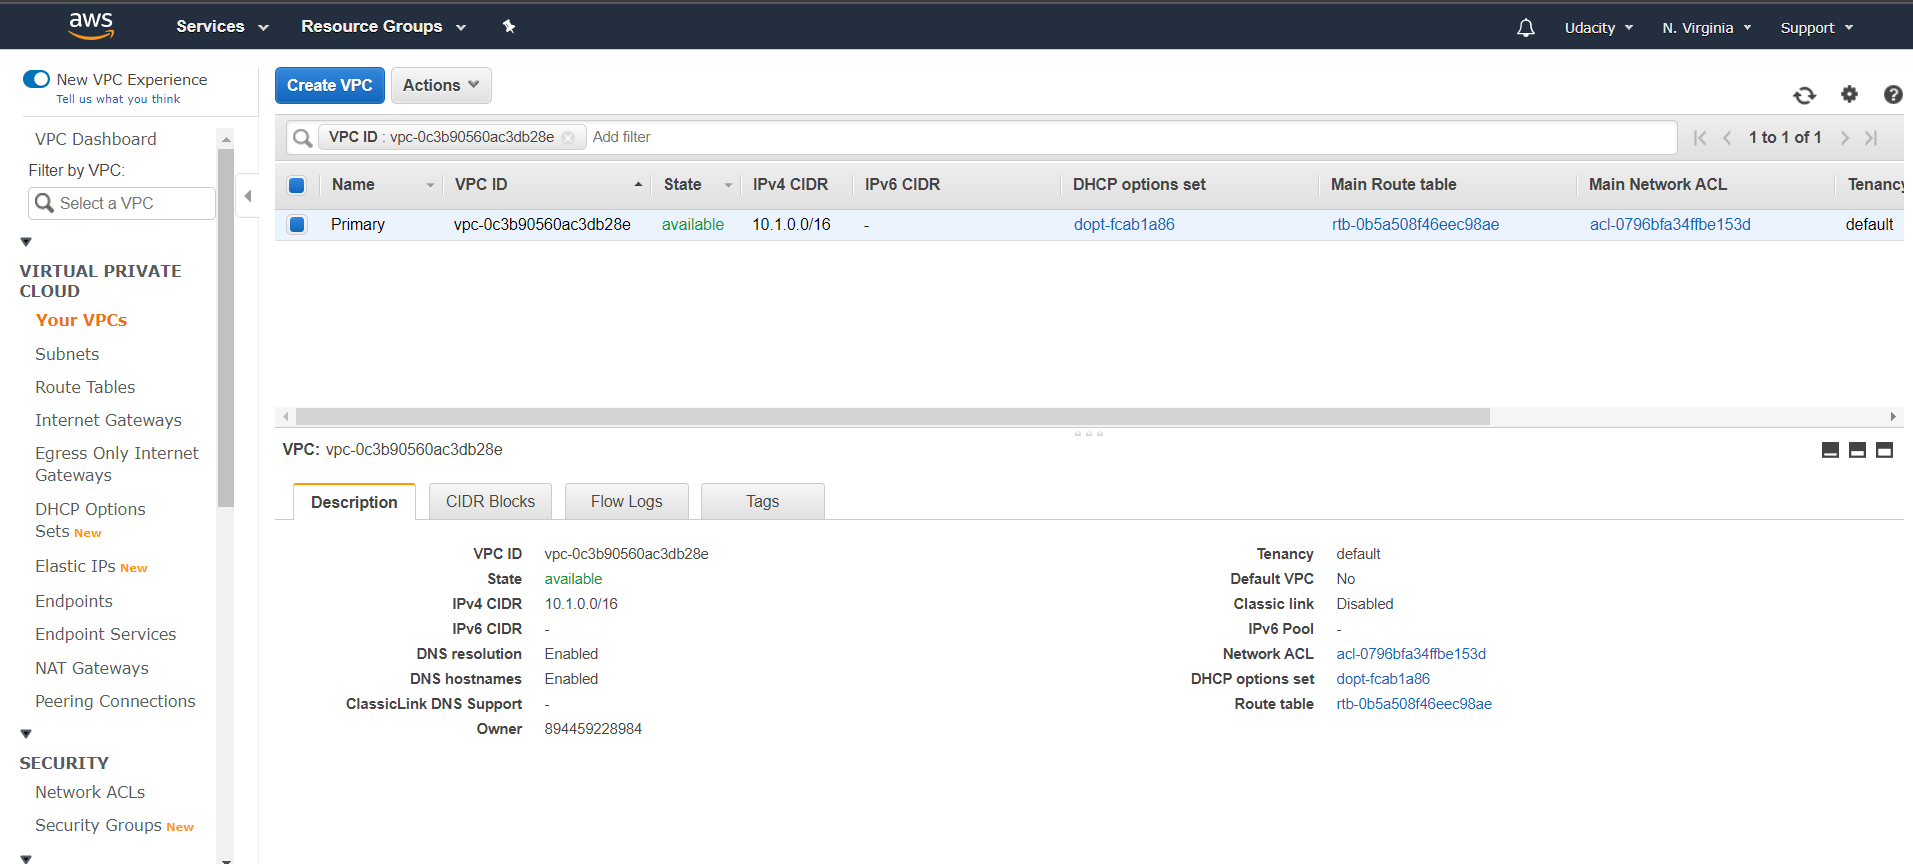 aws Services Resource Groups Udacity N. Virginia Support
New VPC Experience
Tell us what you think
VPC Dashboard
Filter by VPC:
Select a VPC
VIRTUAL PRIVATE
CLOUD
Your VPCs
Subnets
Route Tables
Internet Gateways
Egress Only Internet
Gateways
DHCP Options
Sets New
Elastic IPs New
Endpoints
Endpoint Services
NAT Gateways
Peering Connections
SECURITY
Network ACLs
Security Groups New
Create VPC Actions
VPC ID : vpc-0c3b90560ac3db28e Add filter 1 to 1 of 1
Name VPC ID State IPv4 CIDR IPv6 CIDR DHCP options set Main Route table Main Network ACL Tenancy
Primary vpc-0c3b90560ac3db28e available 10.1.0.0/16 - dopt-fcab1a86 rtb-0b5a508f46eec98ae acl-0796bfa34ffbe153d default
VPC: vpc-0c3b90560ac3db28e
Description CIDR Blocks Flow Logs Tags
VPC ID vpc-0c3b90560ac3db28e
State available
IPv4 CIDR 10.1.0.0/16
IPv6 CIDR -
DNS resolution Enabled
DNS hostnames Enabled
ClassicLink DNS Support -
Owner 894459228984
Tenancy default
Default VPC No
Classic link Disabled
IPv6 Pool -
Network ACL acl-0796bfa34ffbe153d
DHCP options set dopt-fcab1a86
Route table rtb-0b5a508f46eec98ae